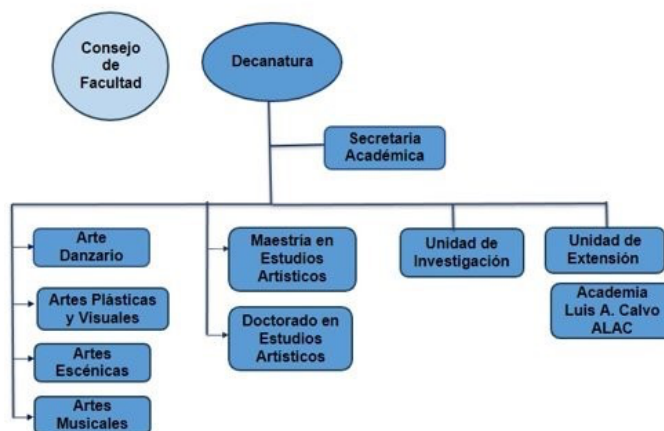 Consejo
de
Facultad
Decanatura
Secretaria
Académica
Arte
Danzario
Artes Plásticas
y Visuales
Artes
Escénicas
Artes
Musicales
Maestría en
Estudios
Artísticos
Doctorado en
Estudios
Artísticos
Unidad de
Investigación
Unidad de
Extensión
Academia
Luis A. Calvo
ALAC